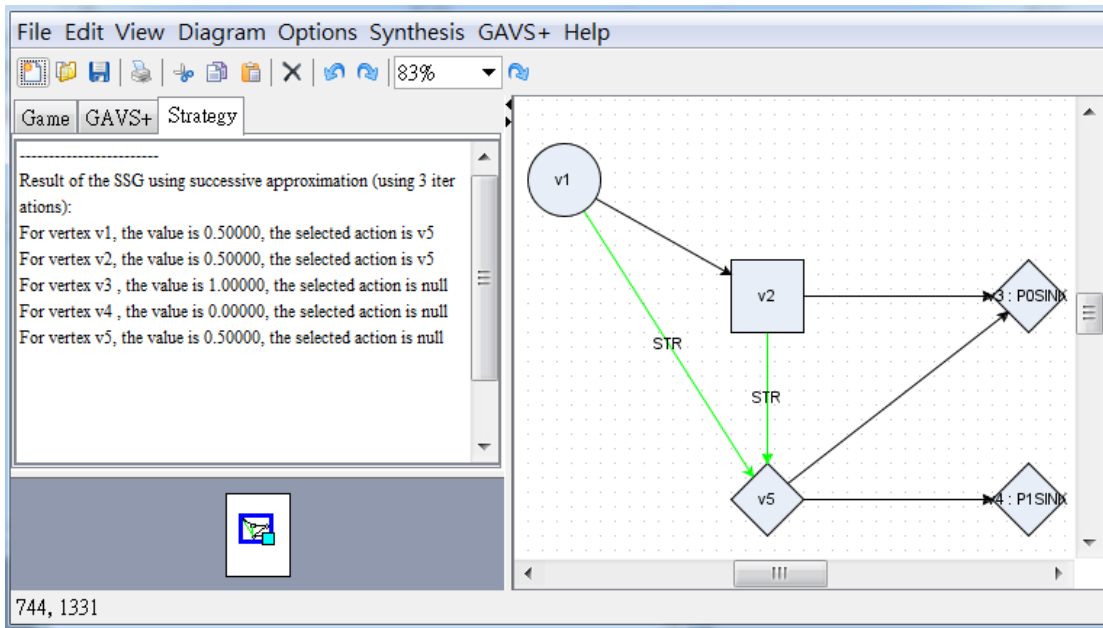 File Edit View Diagram Options Synthesis GAVS+ Help
83%
Game GAVS+ Strategy
------------------------
Result of the SSG using successive approximation (using 3 iter
ations):
For vertex v1, the value is 0.50000, the selected action is v5
For vertex v2, the value is 0.50000, the selected action is v5
For vertex v3 , the value is 1.00000, the selected action is null
For vertex v4 , the value is 0.00000, the selected action is null
For vertex v5, the value is 0.50000, the selected action is null
v1
v2
v3 : P0SINK
STR
STR
v5
v4 : P1SINK
744, 1331